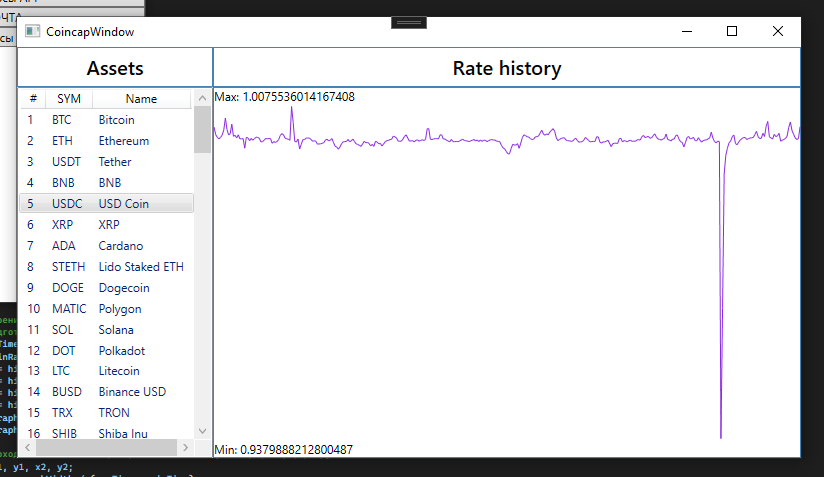 ЧТА
CoincapWindow
Assets
Rate history
# SYM Name
Max: 1.0075536014167408
1 BTC Bitcoin
2 ETH Ethereum
3 USDT Tether
4 BNB BNB
5 USDC USD Coin
6 XRP XRP
7 ADA Cardano
8 STETH Lido Staked ETH
9 DOGE Dogecoin
10 MATIC Polygon
11 SOL Solana
12 DOT Polkadot
13 LTC Litecoin
14 BUSD Binance USD
15 TRX TRON
16 SHIB Shiba Inu
Min: 0.9379888212800487
y1, x2, y2;